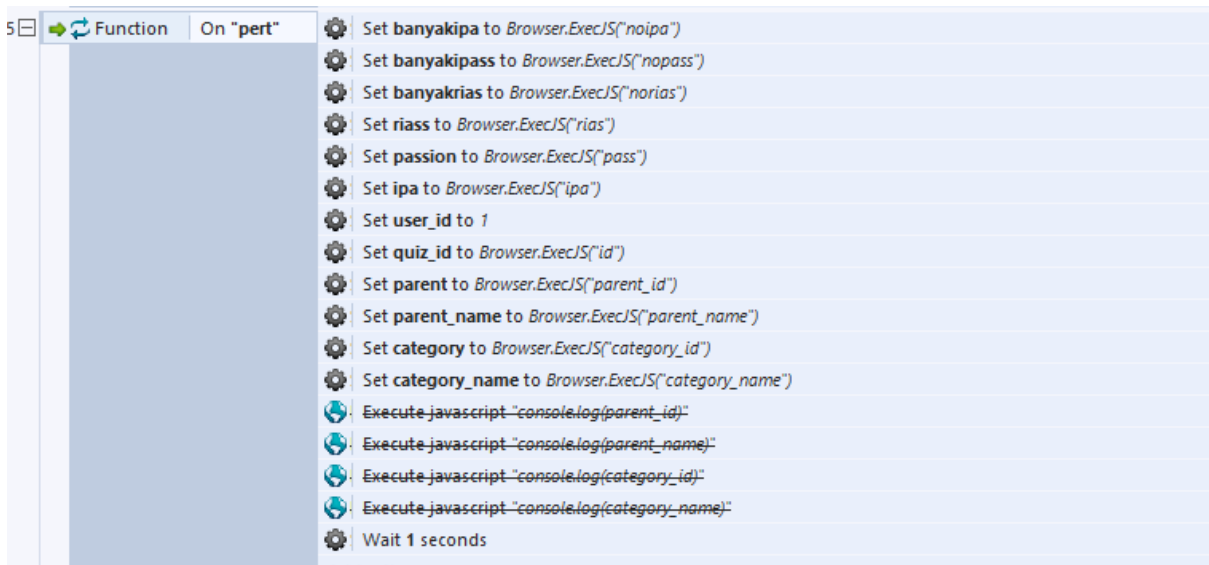 5 Function On "pert" Set banyakipa to Browser.ExecJS("noipa")
Set banyakipass to Browser.ExecJS("nopass")
Set banyakrias to Browser.ExecJS("norias")
Set riass to Browser.ExecJS("rias")
Set passion to Browser.ExecJS("pass")
Set ipa to Browser.ExecJS("ipa")
Set user_id to 1
Set quiz_id to Browser.ExecJS("id")
Set parent to Browser.ExecJS("parent_id")
Set parent_name to Browser.ExecJS("parent_name")
Set category to Browser.ExecJS("category_id")
Set category_name to Browser.ExecJS("category_name")
Execute javascript "console.log(parent_id)"
Execute javascript "console.log(parent_name)"
Execute javascript "console.log(category_id)"
Execute javascript "console.log(category_name)"
Wait 1 seconds